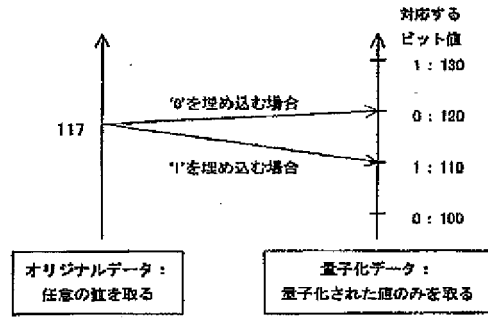 対応する
ビット値
1 : 130
"0"を埋め込む場合
0 : 120
117
"1"を埋め込む場合
1 : 110
0 : 100
オリジナルデータ：
任意の値を取る
量子化データ：
量子化された値のみを取る